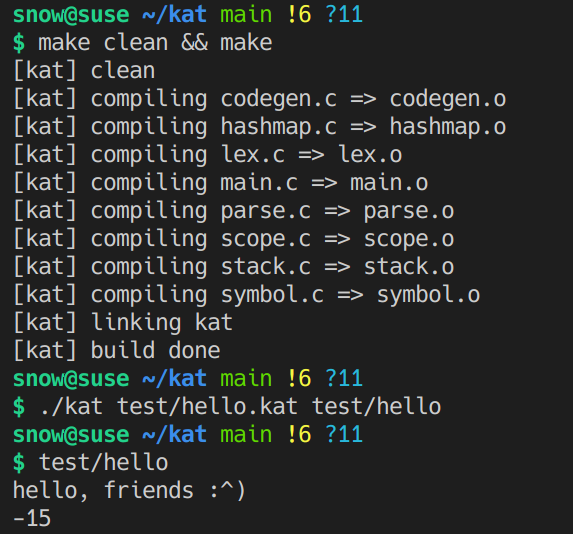 snow@suse ~/kat main !6 ?11
$ make clean && make
[kat] clean
[kat] compiling codegen.c => codegen.o
[kat] compiling hashmap.c => hashmap.o
[kat] compiling lex.c => lex.o
[kat] compiling main.c => main.o
[kat] compiling parse.c => parse.o
[kat] compiling scope.c => scope.o
[kat] compiling stack.c => stack.o
[kat] compiling symbol.c => symbol.o
[kat] linking kat
[kat] build done
snow@suse ~/kat main !6 ?11
$ ./kat test/hello.kat test/hello
snow@suse ~/kat main !6 ?11
$ test/hello
hello, friends :^)
-15